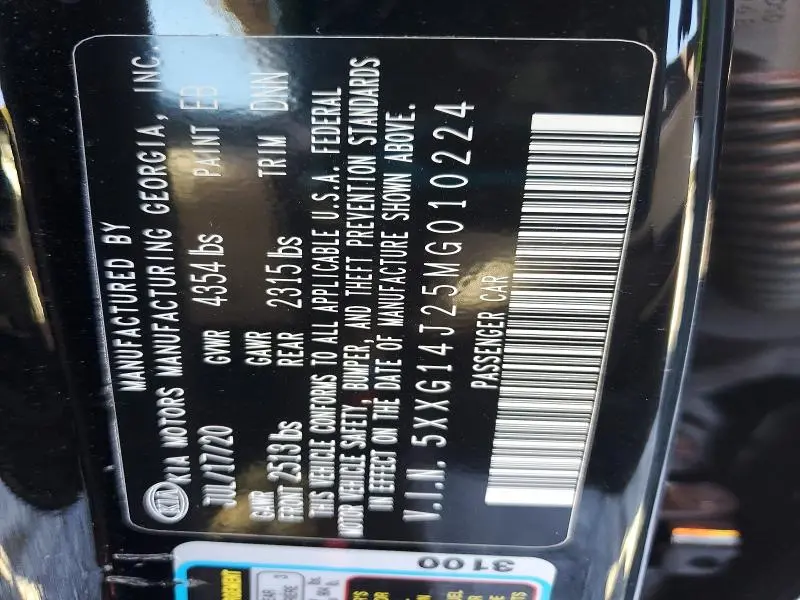 MANUFACTURED BY
KIA KIA MOTORS MANUFACTURING GEORGIA, INC.
JUL/17/20 GVWR 4354 lbs PAINT EB
GAWR FRONT 2513 lbs GAWR REAR 2315 lbs TRIM DNN
THIS VEHICLE CONFORMS TO ALL APPLICABLE U.S.A. FEDERAL
MOTOR VEHICLE SAFETY, BUMPER, AND THEFT PREVENTION STANDARDS
IN EFFECT ON THE DATE OF MANUFACTURE SHOWN ABOVE.
V.I.N. 5XXG14J25MG010224
PASSENGER CAR
3100